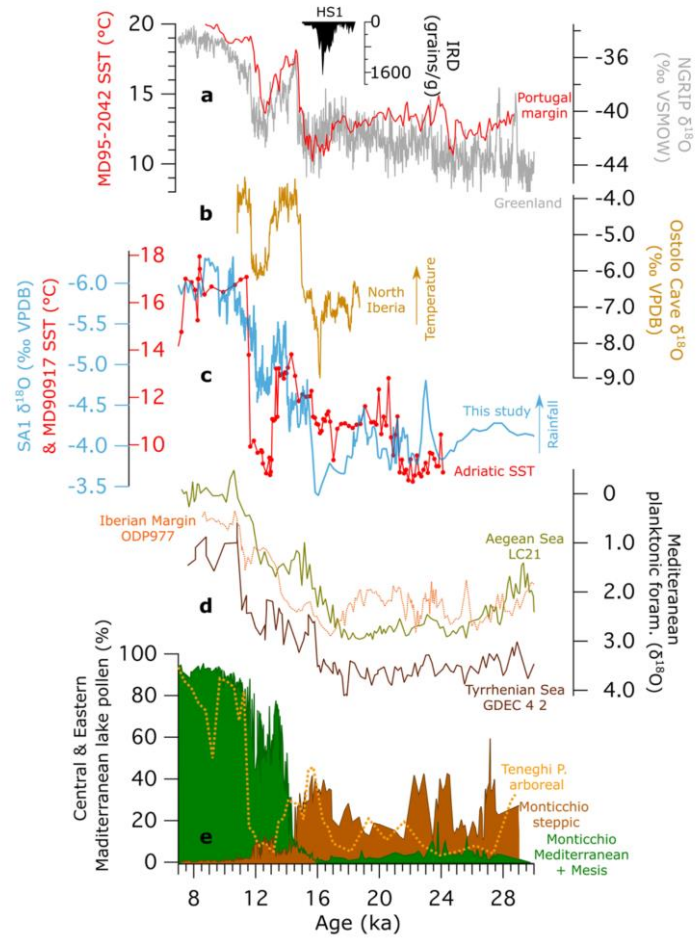 HS1
0
1600
IRD
(grains/g)
20
15
10
MD95-2042 SST (°C)
a
Portugal
margin
-36
-40
-44
NGRIP δ¹⁸O
(‰ VSMOW)
Greenland
b
North
Iberia
Temperature
-4.0
-5.0
-6.0
-7.0
-8.0
-9.0
Ostolo Cave δ¹⁸O
(‰ VPDB)
SA1 δ¹⁸O (‰ VPDB)
& MD90917 SST (°C)
-6.0
-5.5
-5.0
-4.5
-4.0
-3.5
-18
-16
-14
-12
-10
c
This study
Rainfall
Adriatic SST
Iberian Margin
ODP977
Aegean Sea
LC21
d
Tyrrhenian Sea
GDEC 4 2
0
1.0
2.0
3.0
4.0
Mediteranean
planktonic foram. (δ¹⁸O)
Central & Eastern
Maditerranean lake pollen (%)
100
80
60
40
20
0
e
Teneghi P.
arboreal
Monticchio
steppic
Monticchio
Mediterranean
+ Mesis
8 12 16 20 24 28
Age (ka)